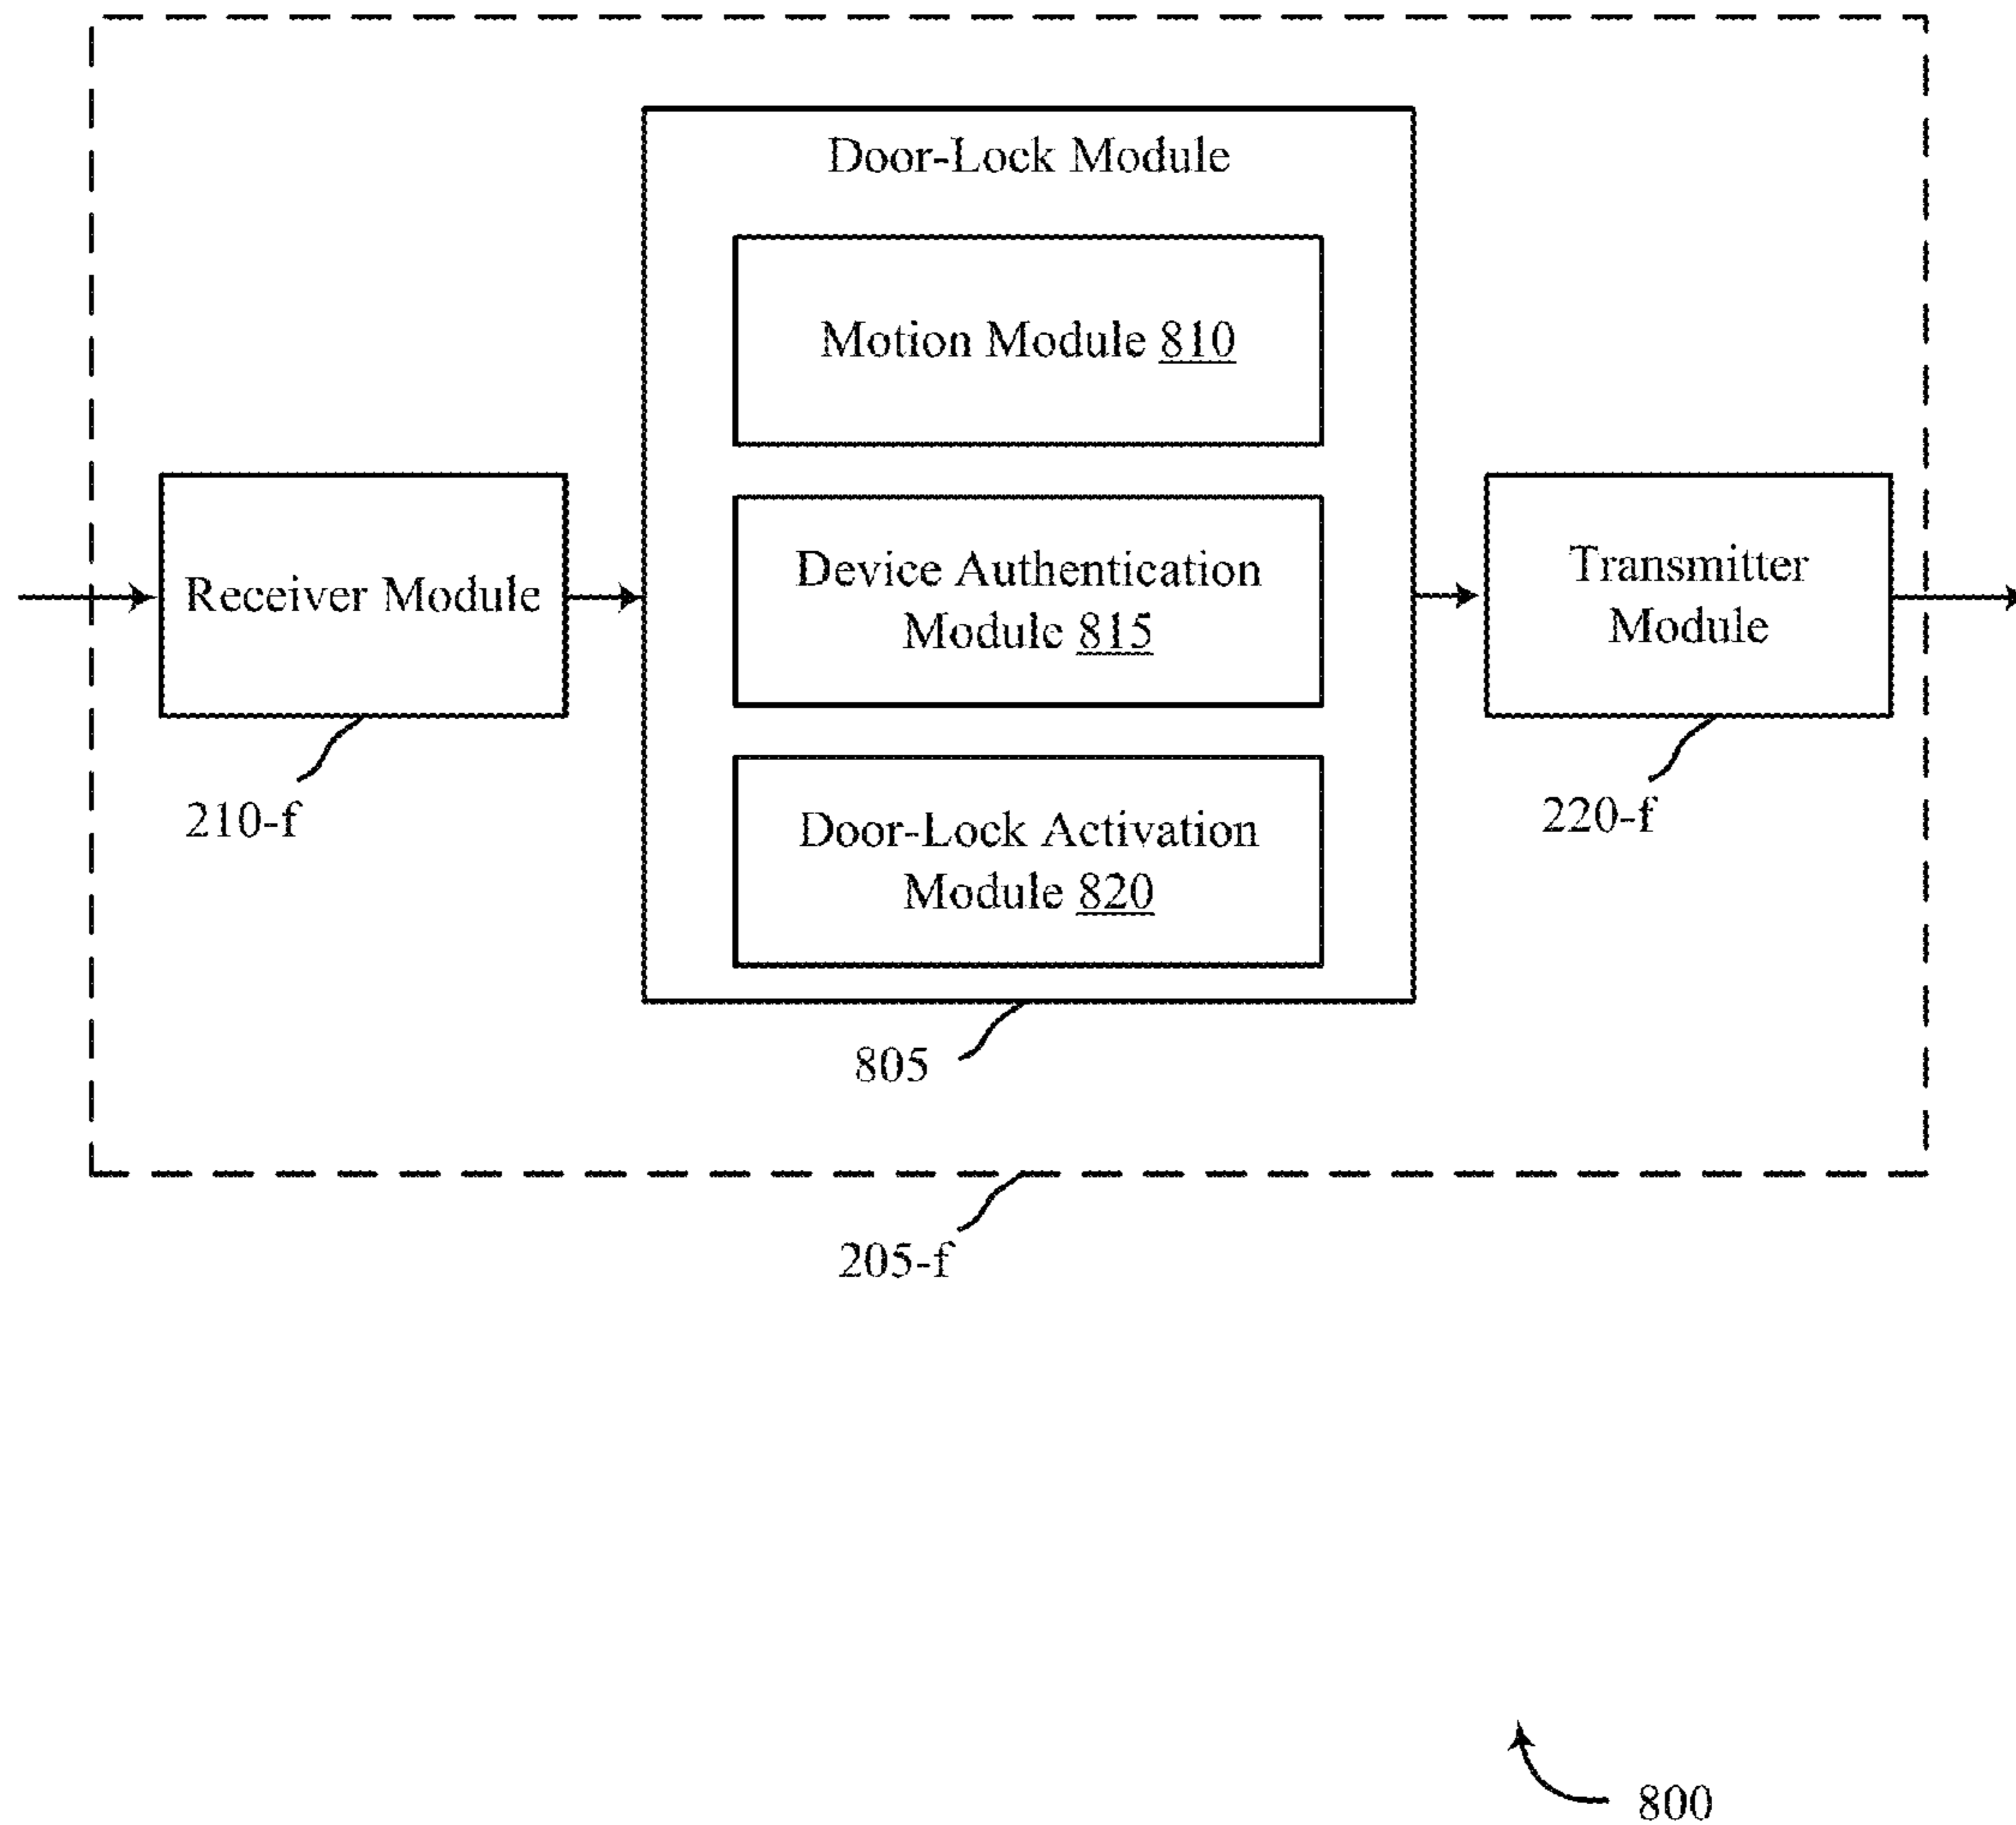 Door-Lock Module
Motion Module 810
Receiver Module
Device Authentication
Module 815
Transmitter
Module
Door-Lock Activation
Module 820
210-f
220-f
805
205-f
800